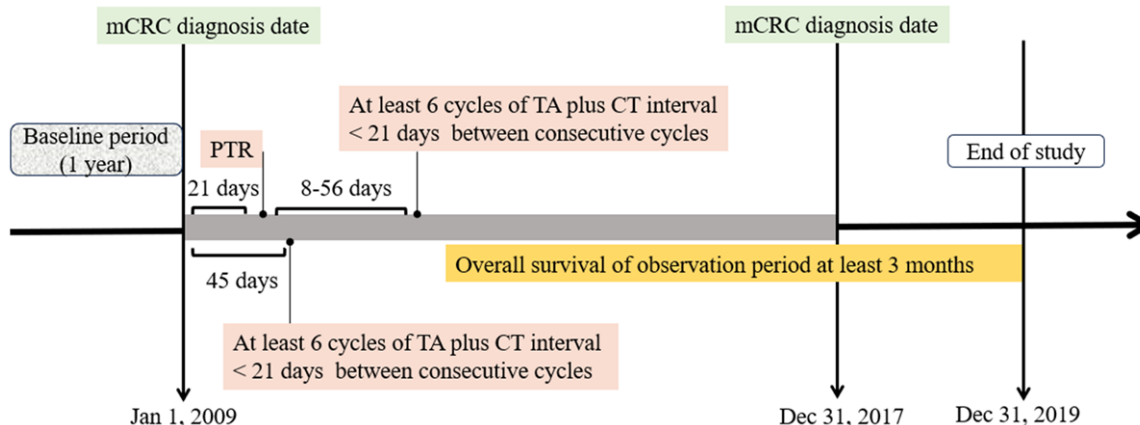 mCRC diagnosis date
mCRC diagnosis date
At least 6 cycles of TA plus CT interval
< 21 days between consecutive cycles
Baseline period
(1 year)
PTR
End of study
21 days
8-56 days
45 days
Overall survival of observation period at least 3 months
At least 6 cycles of TA plus CT interval
< 21 days between consecutive cycles
Jan 1, 2009
Dec 31, 2017
Dec 31, 2019